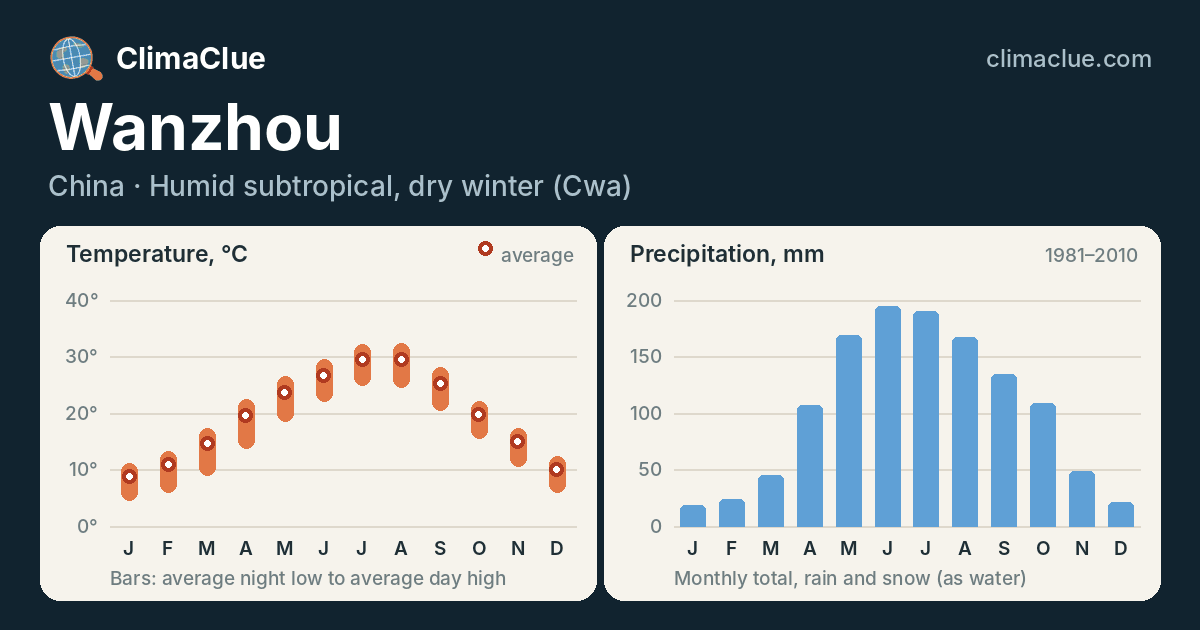 ClimaClue
climaclue.com
Wanzhou
China · Humid subtropical, dry winter (Cwa)
Temperature, °C
average
40°
30°
20°
10°
0°
J F M A M J J A S O N D
Bars: average night low to average day high
Precipitation, mm
1981–2010
200
150
100
50
0
J F M A M J J A S O N D
Monthly total, rain and snow (as water)